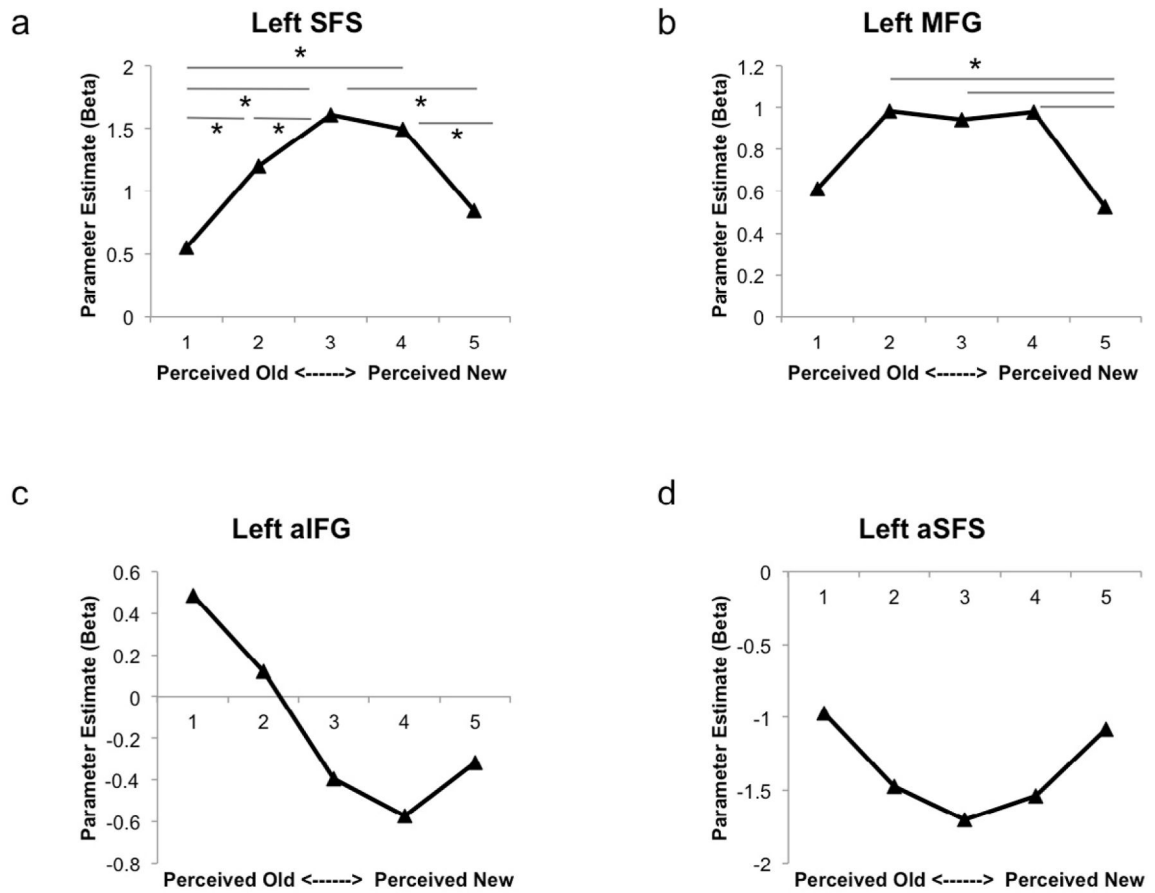 a
Left SFS
Parameter Estimate (Beta)
2
1.5
1
0.5
0
*
*
*
*
*
*
1 2 3 4 5
Perceived Old <------> Perceived New
b
Left MFG
Parameter Estimate (Beta)
1.2
1
0.8
0.6
0.4
0.2
0
*
1 2 3 4 5
Perceived Old <------> Perceived New
c
Left aIFG
Parameter Estimate (Beta)
0.6
0.4
0.2
0
-0.2
-0.4
-0.6
-0.8
1 2 3 4 5
Perceived Old <------> Perceived New
d
Left aSFS
Parameter Estimate (Beta)
0
-0.5
-1
-1.5
-2
1 2 3 4 5
Perceived Old <------> Perceived New